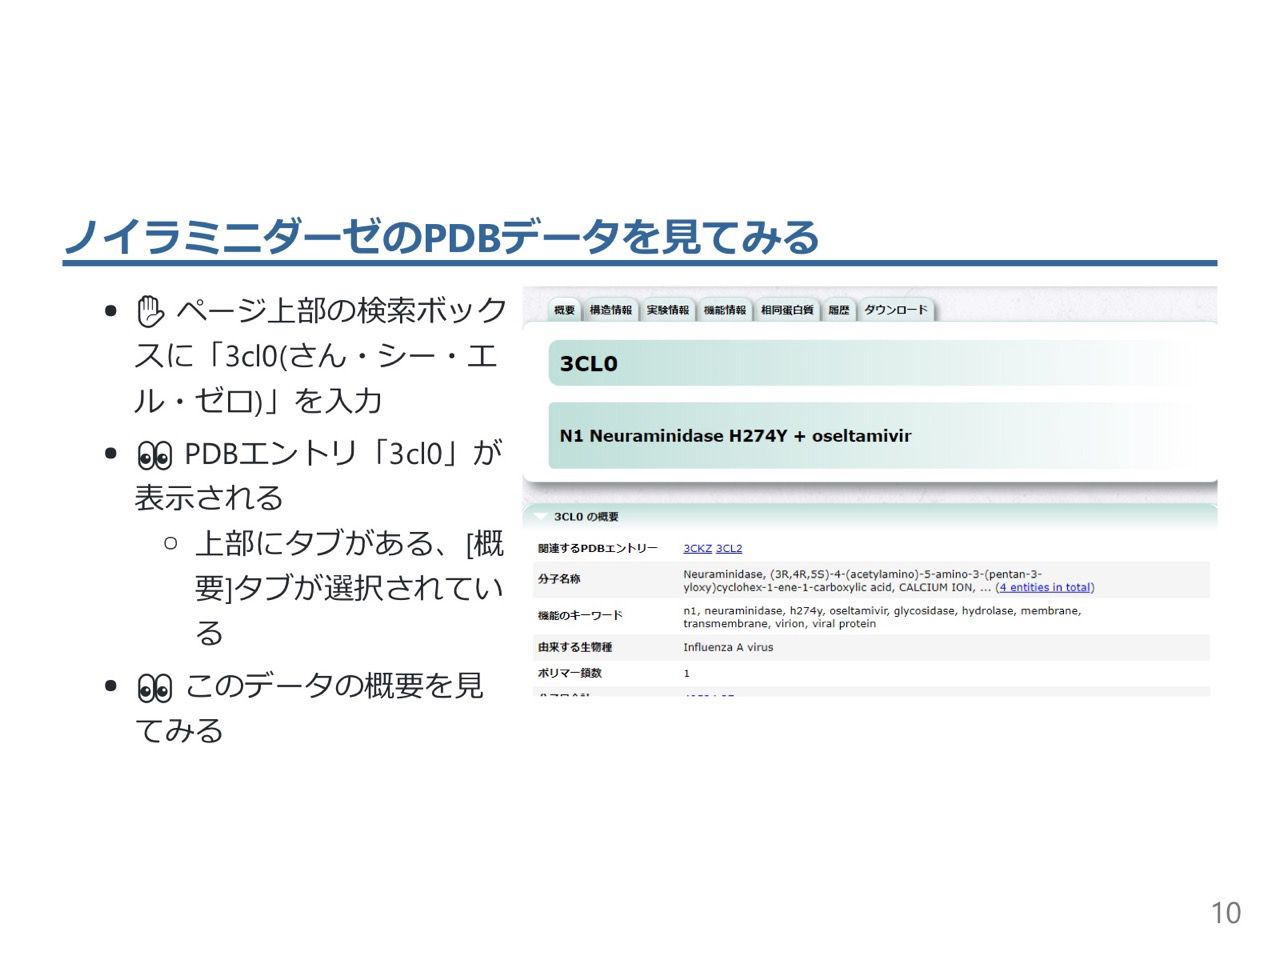 ノイラミニダーゼのPDBデータを見てみる
✋ ページ上部の検索ボック
スに「3cl0(さん・シー・エ
ル・ゼロ)」を入力
👀 PDBエントリ「3cl0」が
表示される
上部にタブがある、[概
要]タブが選択されてい
る
👀 このデータの概要を見
てみる
概要 構造情報 実験情報 機能情報 相同蛋白質 履歴 ダウンロード
3CL0
N1 Neuraminidase H274Y + oseltamivir
3CL0 の概要
関連するPDBエントリー 3CKZ 3CL2
分子名称 Neuraminidase, (3R,4R,5S)-4-(acetylamino)-5-amino-3-(pentan-3-
yloxy)cyclohex-1-ene-1-carboxylic acid, CALCIUM ION, ... (4 entities in total)
機能のキーワード n1, neuraminidase, h274y, oseltamivir, glycosidase, hydrolase, membrane,
transmembrane, virion, viral protein
由来する生物種 Influenza A virus
ポリマー鎖数 1
10